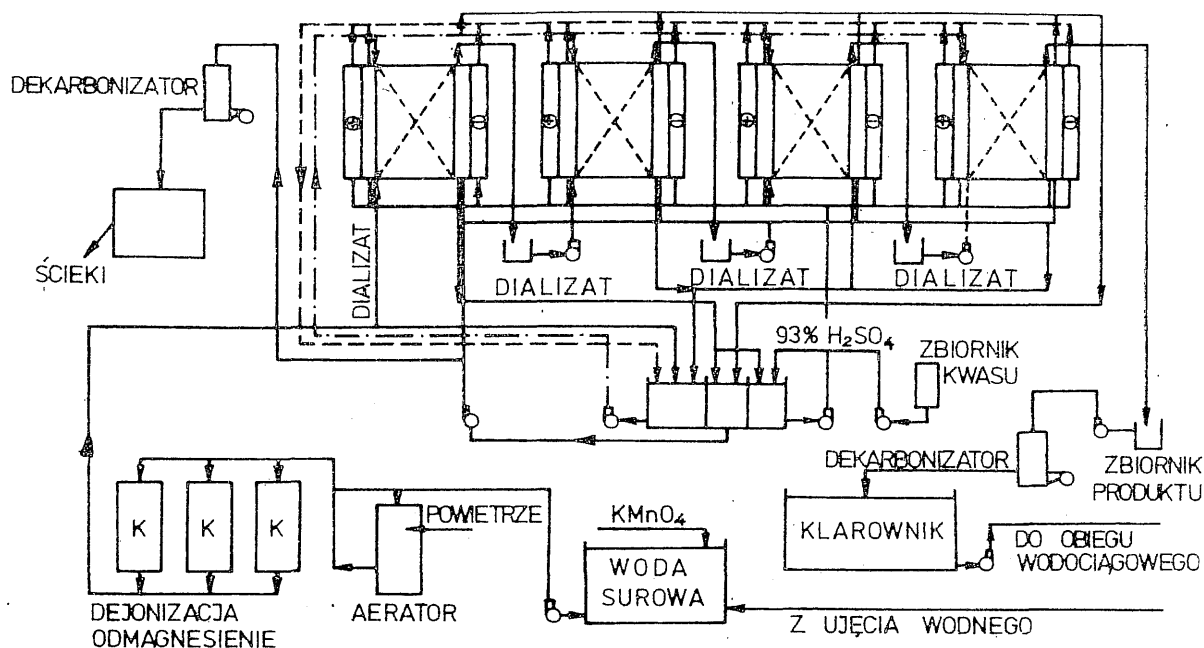 DEKARBONIZATOR
ŚCIEKI
DIALIZAT
DIALIZAT
DIALIZAT
DIALIZAT
93% H₂SO₄
ZBIORNIK
KWASU
DEKARBONIZATOR
ZBIORNIK
PRODUKTU
KLAROWNIK
DO OBIEGU
WODOCIĄGOWEGO
K K K
POWIETRZE
KMnO₄
WODA
SUROWA
DEJONIZACJA
ODMAGNESIENIE
AERATOR
Z UJĘCIA WODNEGO